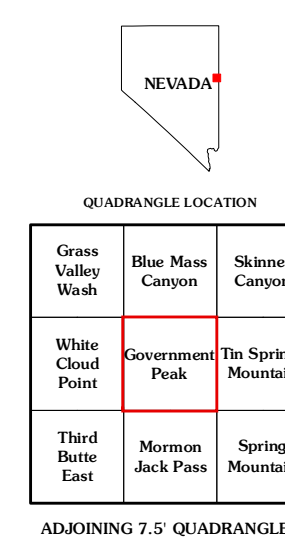 NEVADA
QUADRANGLE LOCATION
Grass
Valley
Wash
Blue Mass
Canyon
White
Cloud
Point
Government
Peak
Third
Butte
East
Mormon
Jack Pass
Tin
ADJOINING 7.5'